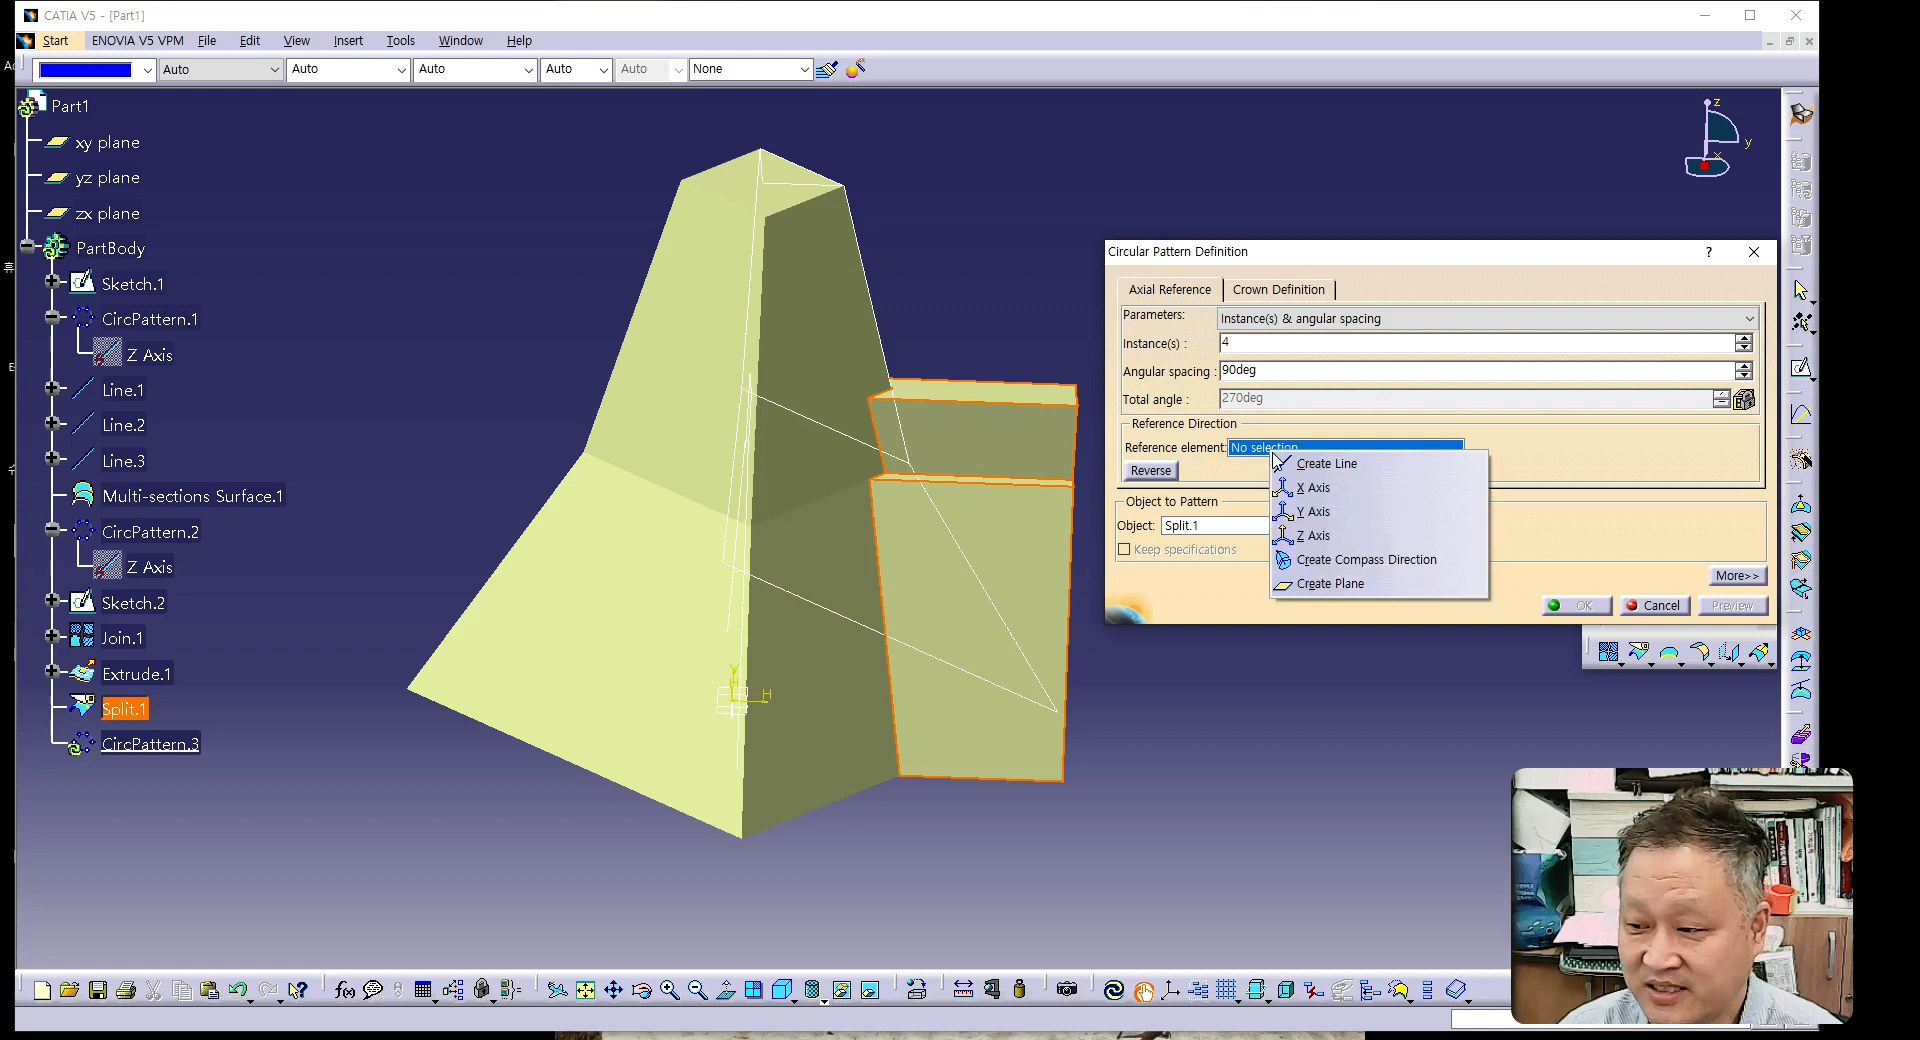 CATIA V5 - [Part1]
Start ENOVIA V5 VPM File Edit View Insert Tools Window Help
Auto Auto Auto Auto Auto None
Part1
xy plane
yz plane
zx plane
PartBody
Sketch.1
CircPattern.1
Z Axis
Line.1
Line.2
Line.3
Multi-sections Surface.1
CircPattern.2
Z Axis
Sketch.2
Join.1
Extrude.1
Split.1
CircPattern.3
z
y
x
Y
H
H
Circular Pattern Definition ?
Axial Reference Crown Definition
Parameters: Instance(s) & angular spacing
Instance(s) : 4
Angular spacing : 90deg
Total angle : 270deg
Reference Direction
Reference element: No selection
Reverse
Create Line
X Axis
Y Axis
Z Axis
Create Compass Direction
Create Plane
Object to Pattern
Object: Split.1
Keep specifications
More>>
OK Cancel Preview
f(x)